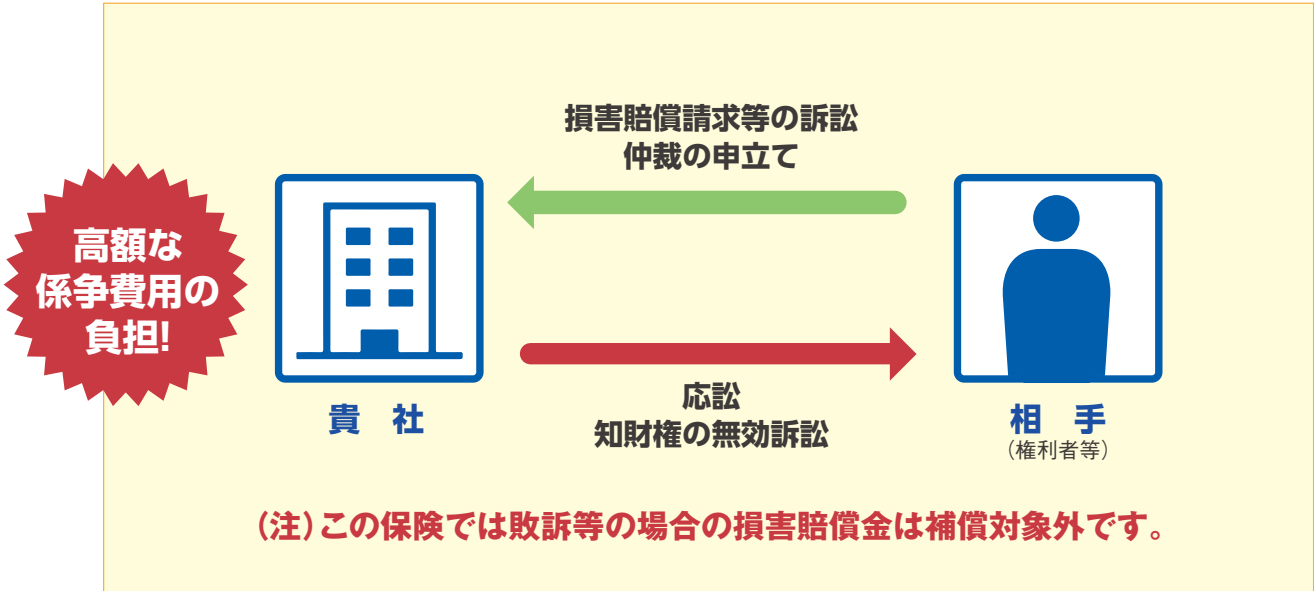 損害賠償請求等の訴訟
仲裁の申立て
高額な
係争費用の
負担!
貴 社
応訴
知財権の無効訴訟
相 手
（権利者等）
（注）この保険では敗訴等の場合の損害賠償金は補償対象外です。